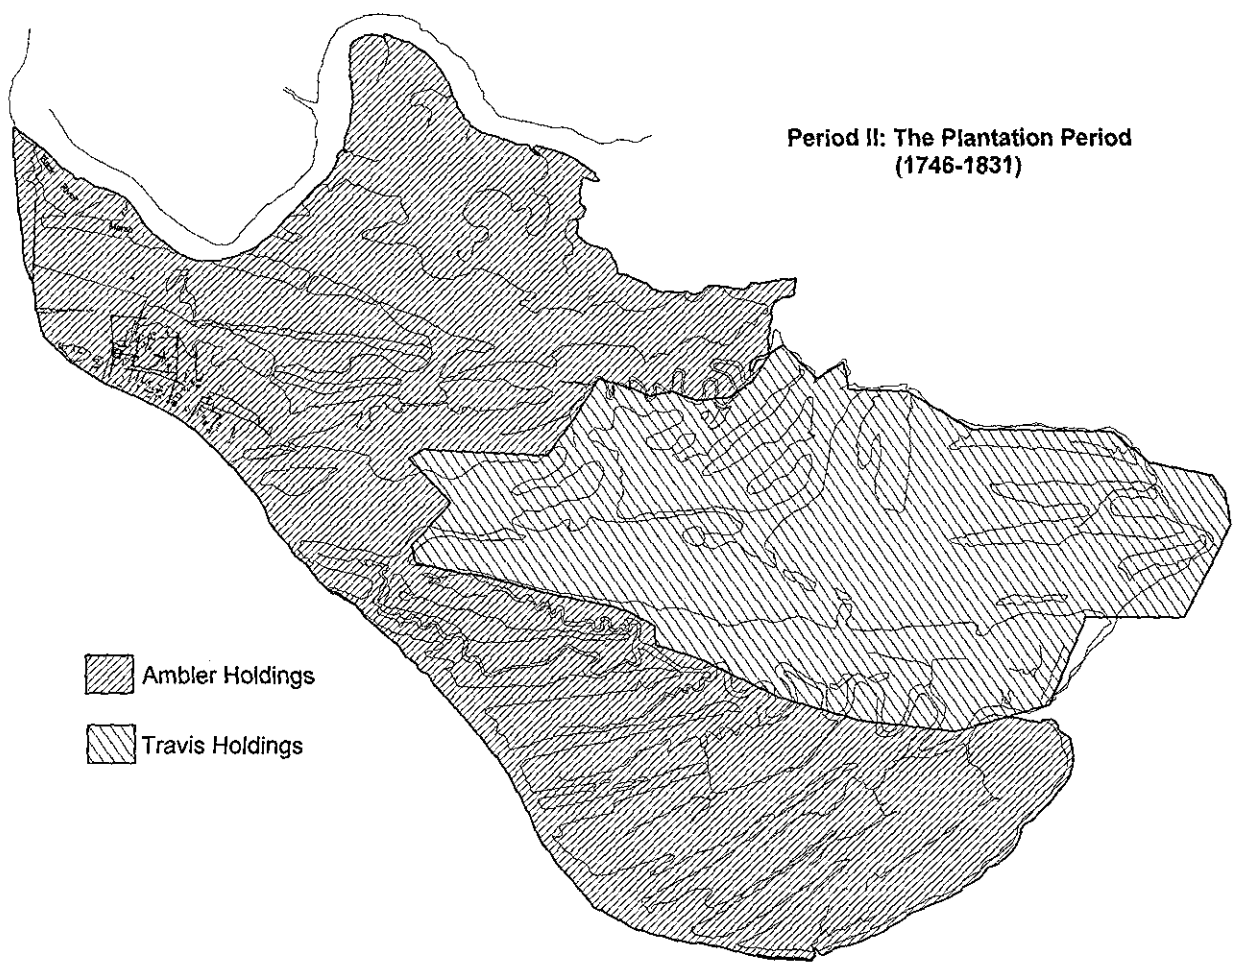 Period II: The Plantation Period
(1746-1831)
Ambler Holdings
Travis Holdings